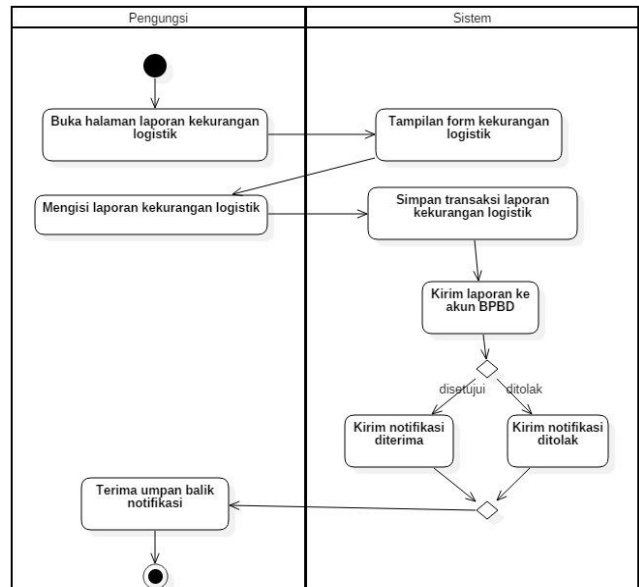 Pengungsi
Sistem
Buka halaman laporan kekurangan
logistik
Tampilan form kekurangan
logistik
Mengisi laporan kekurangan logistik
Simpan transaksi laporan
kekurangan logistik
Kirim laporan ke
akun BPBD
disetujui
ditolak
Kirim notifikasi
diterima
Kirim notifikasi
ditolak
Terima umpan balik
notifikasi